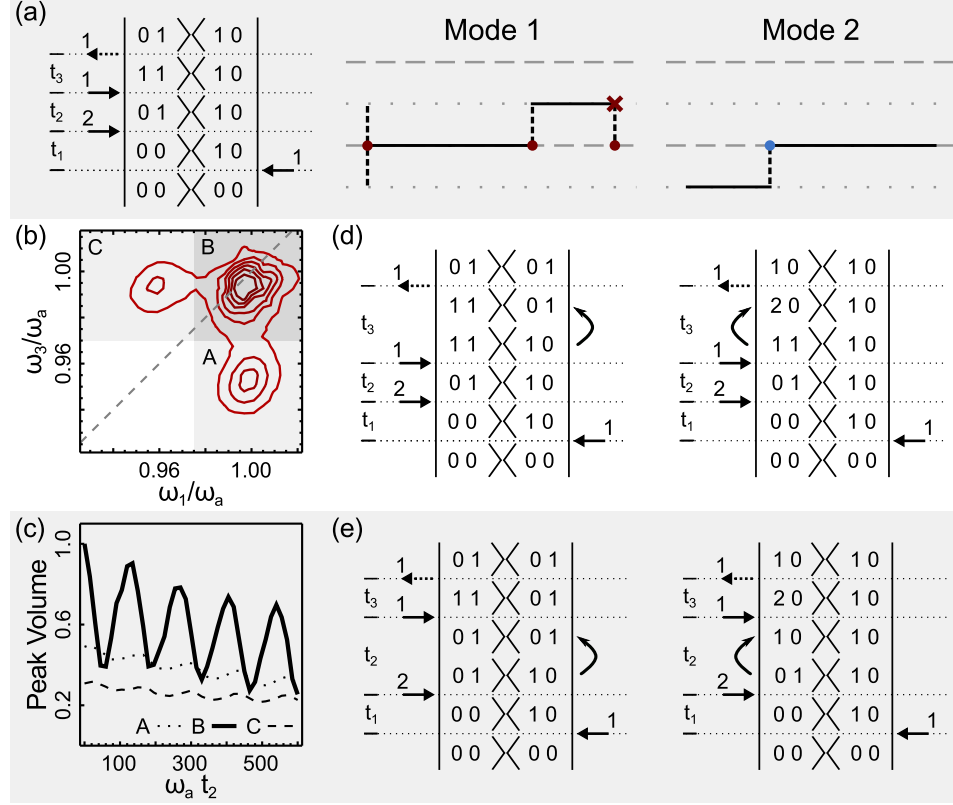 (a)
Mode 1
Mode 2
1
0 1 1 0
t3
1 1 1 0
1
t2
0 1 1 0
2
t1
0 0 1 0
1
0 0 0 0
(b)
C
B
A
ω3/ωa
1.00
0.96
0.96 1.00
ω1/ωa
(c)
Peak Volume
1.0
0.6
0.2
A B C
100 300 500
ωa t2
(d)
1
0 1 0 1
t3
1 1 0 1
1 1 1 0
1
t2
0 1 1 0
2
t1
0 0 1 0
1
0 0 0 0
1
1 0 1 0
t3
2 0 1 0
1 1 1 0
1
t2
0 1 1 0
2
t1
0 0 1 0
1
0 0 0 0
(e)
1
0 1 0 1
t3
1 1 0 1
1
t2
0 1 0 1
0 1 1 0
2
t1
0 0 1 0
1
0 0 0 0
1
1 0 1 0
t3
2 0 1 0
1
t2
1 0 1 0
0 1 1 0
2
t1
0 0 1 0
1
0 0 0 0